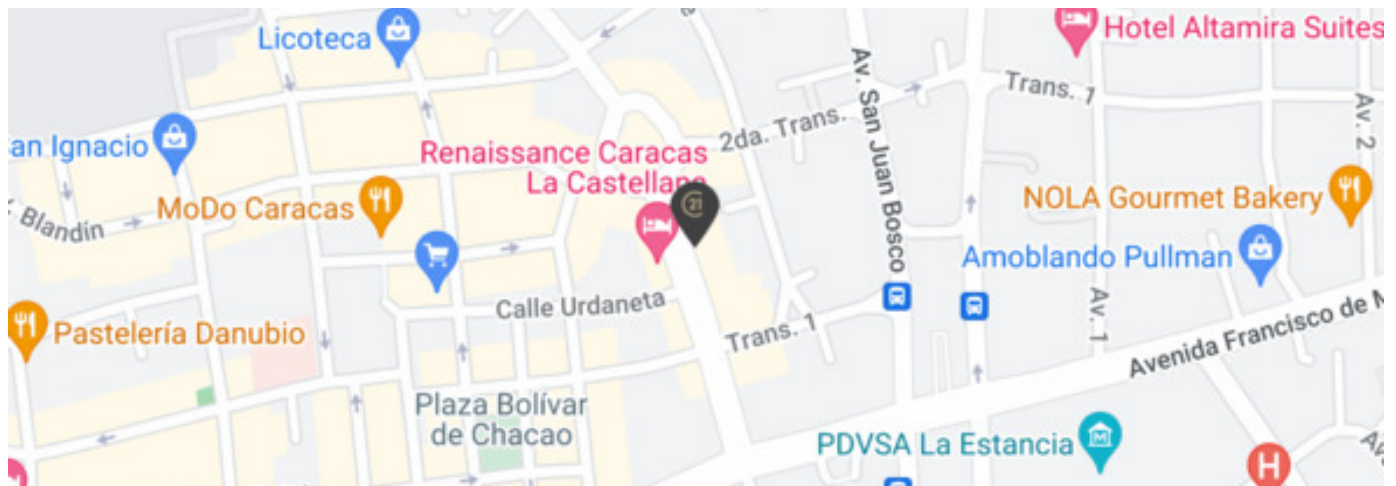 Licoteca
Hotel Altamira Suites
Trans. 1
Av. San Juan Bosco
Av. 2
2da. Trans.
an Ignacio
Renaissance Caracas
La Castellana
21
MoDo Caracas
NOLA Gourmet Bakery
Blandín
Amoblando Pullman
Calle Urdaneta
Av. 1
Pastelería Danubio
Trans. 1
Avenida Francisco de M
Plaza Bolívar
de Chacao
PDVSA La Estancia
M
H